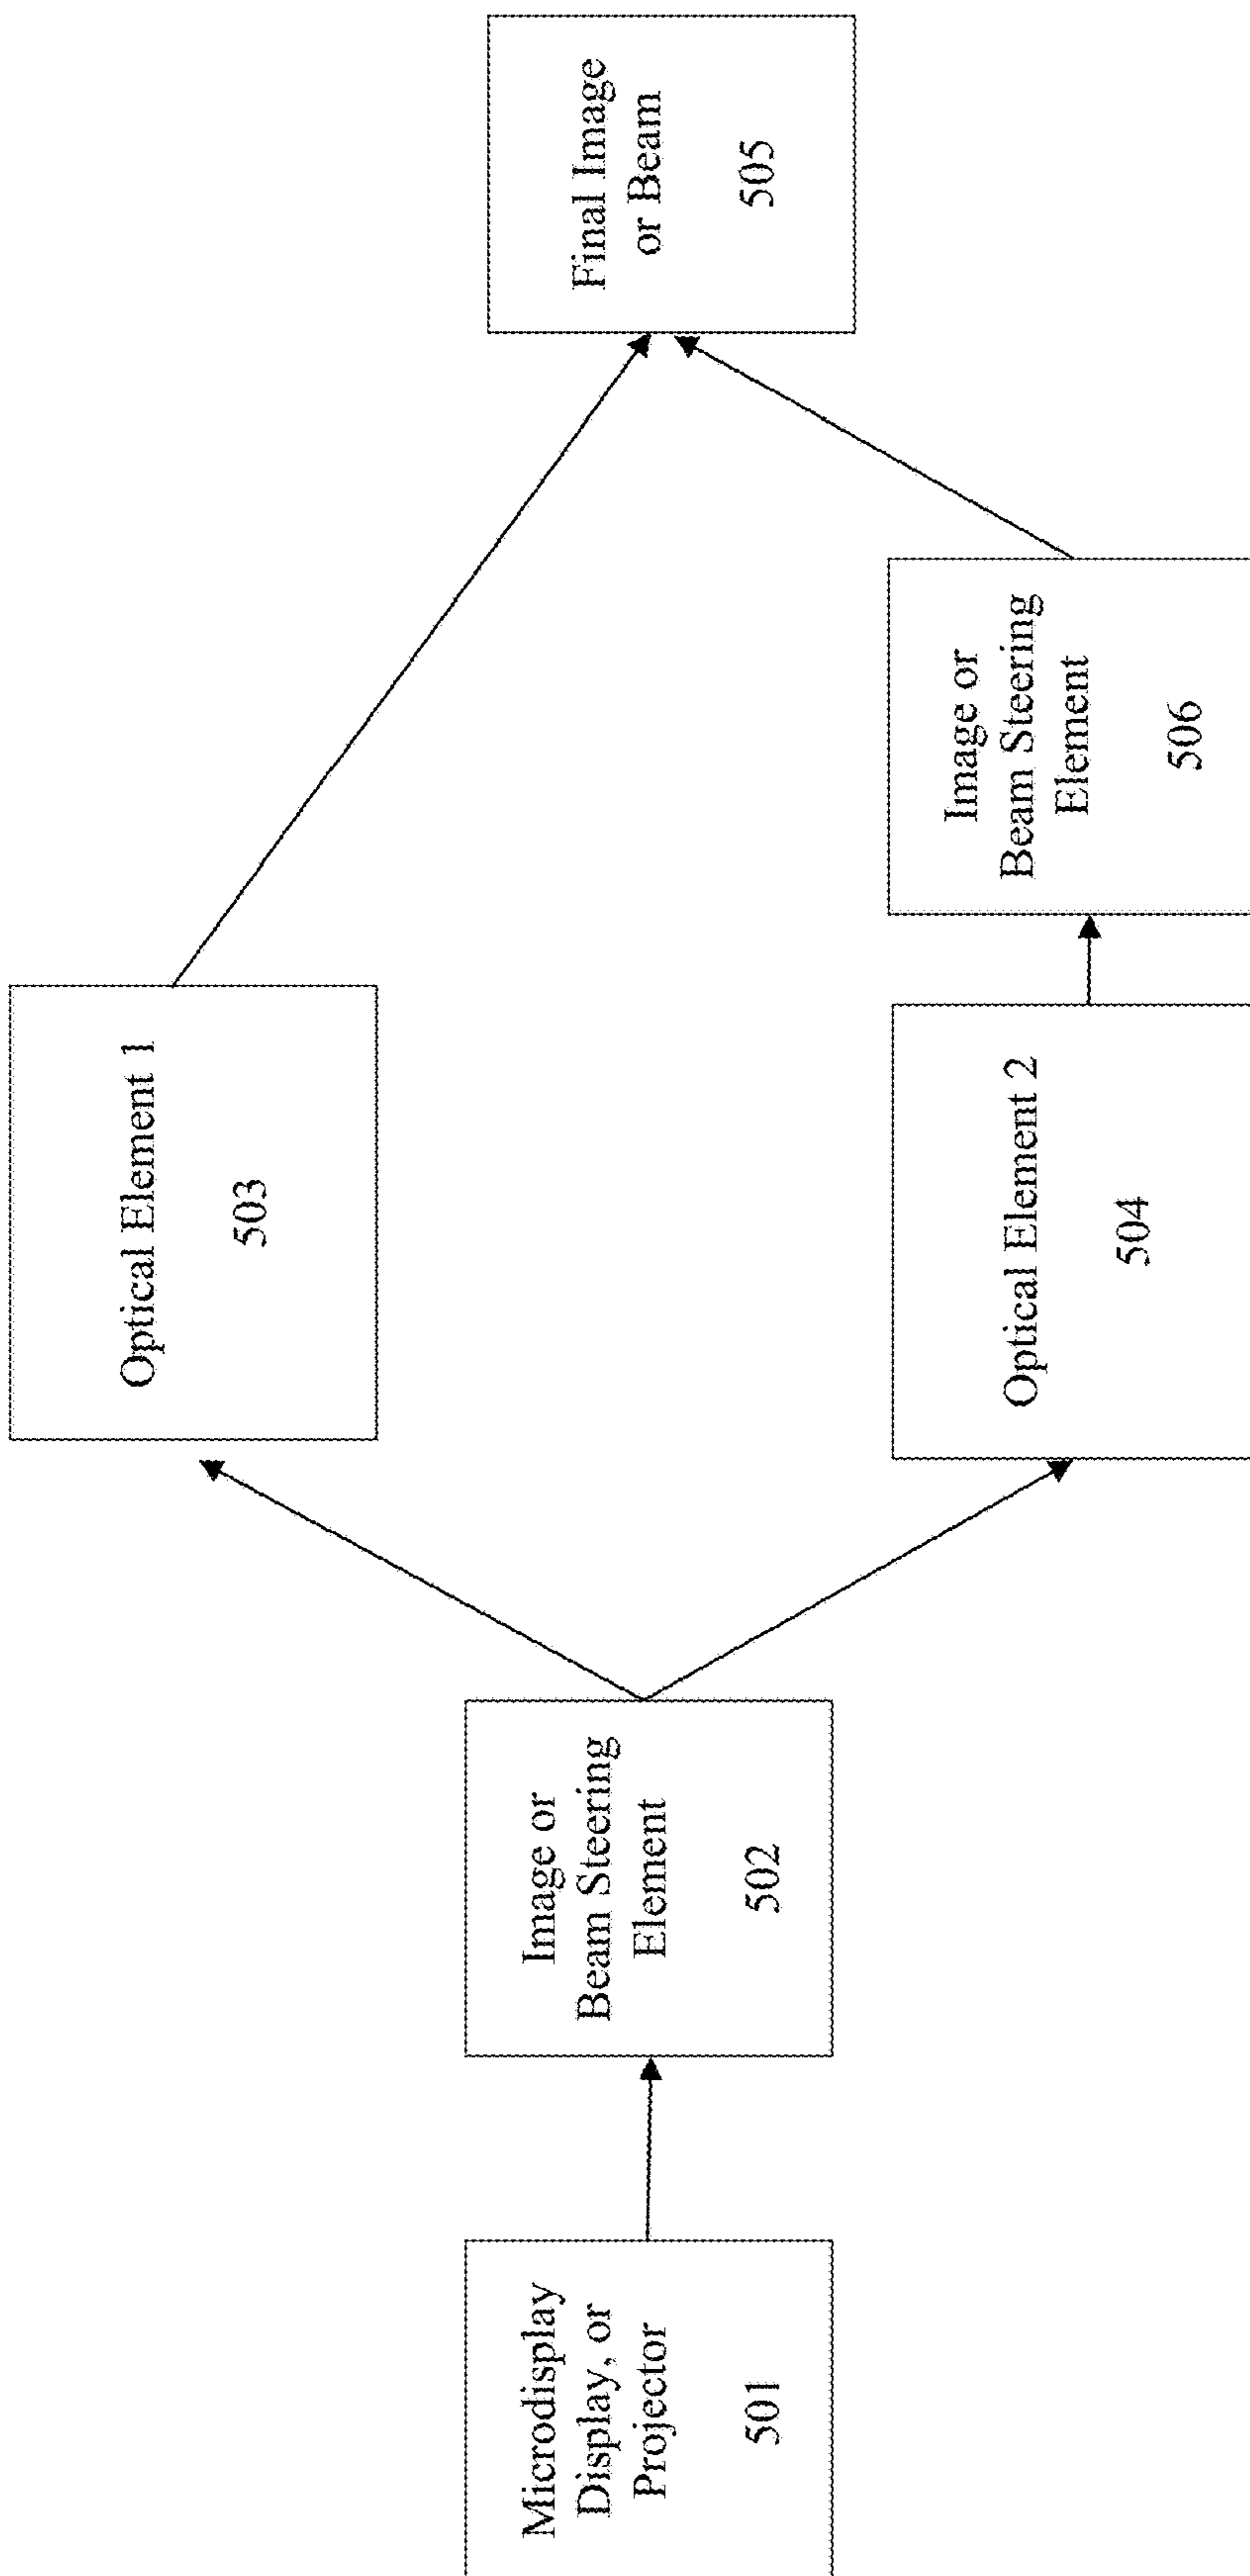 Microdisplay
Display, or
Projector
501
Image or
Beam Steering
Element
502
Optical Element 1
503
Optical Element 2
504
Image or
Beam Steering
Element
506
Final Image
or Beam
505